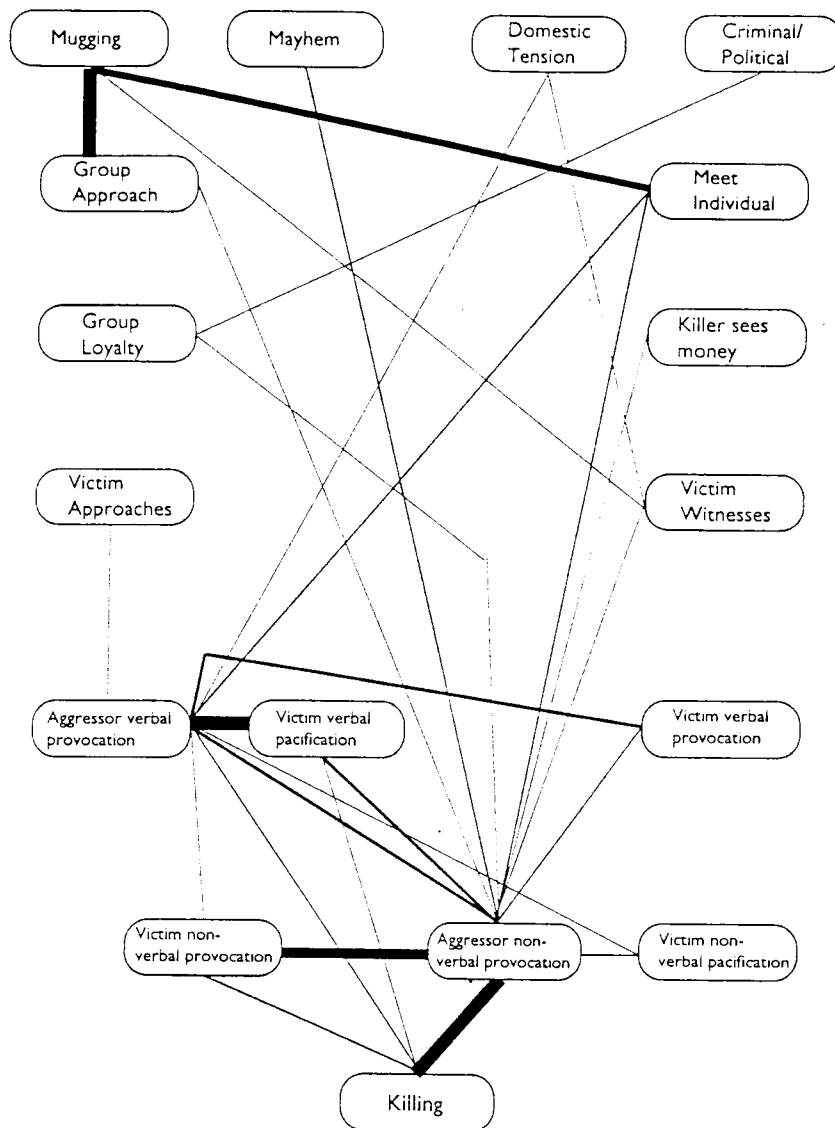 Mugging
Mayhem
Domestic
Tension
Criminal/
Political
Group
Approach
Meet
Individual
Group
Loyalty
Killer sees
money
Victim
Approaches
Victim
Witnesses
Aggressor verbal
provocation
Victim verbal
pacification
Victim verbal
provocation
Victim non-
verbal provocation
Aggressor non-
verbal provocation
Victim non-
verbal pacification
Killing